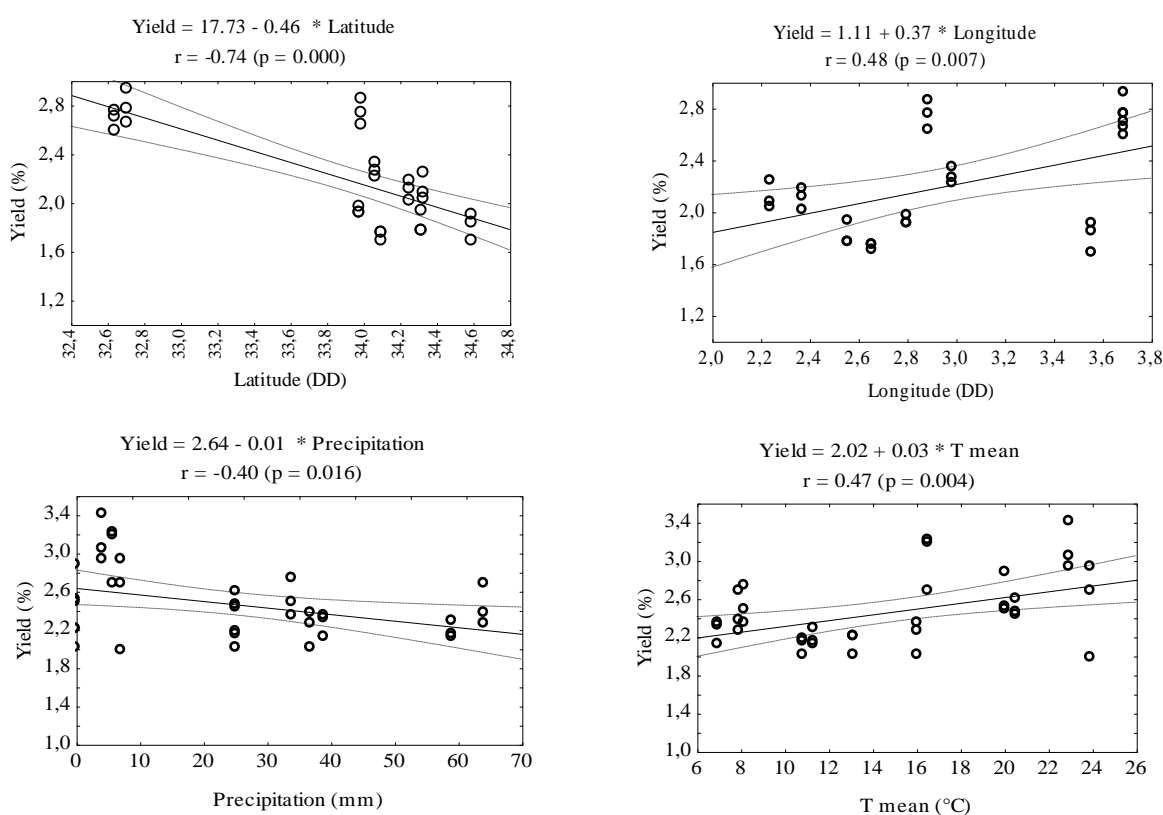 Yield = 17.73 - 0.46 * Latitude
r = -0.74 (p = 0.000)
2,8
2,4
2,0
1,6
1,2
Yield (%)
32,4 32,6 32,8 33,0 33,2 33,4 33,6 33,8 34,0 34,2 34,4 34,6 34,8
Latitude (DD)
Yield = 1.11 + 0.37 * Longitude
r = 0.48 (p = 0.007)
2,8
2,4
2,0
1,6
1,2
Yield (%)
2,0 2,2 2,4 2,6 2,8 3,0 3,2 3,4 3,6 3,8
Longitude (DD)
Yield = 2.64 - 0.01 * Precipitation
r = -0.40 (p = 0.016)
3,4
3,0
2,6
2,2
1,8
1,4
1,0
Yield (%)
0 10 20 30 40 50 60 70
Precipitation (mm)
Yield = 2.02 + 0.03 * T mean
r = 0.47 (p = 0.004)
3,4
3,0
2,6
2,2
1,8
1,4
1,0
Yield (%)
6 8 10 12 14 16 18 20 22 24 26
T mean (°C)